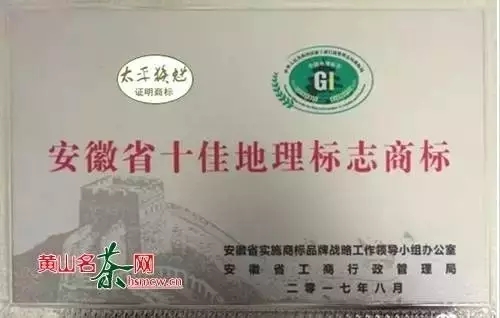 太平猴魁
证明商标
GI
安徽省十佳地理标志商标
安徽省实施商标品牌战略工作领导小组办公室
安徽省工商行政管理局
二〇一七年八月
黄山名茶网
hsmcw.cn